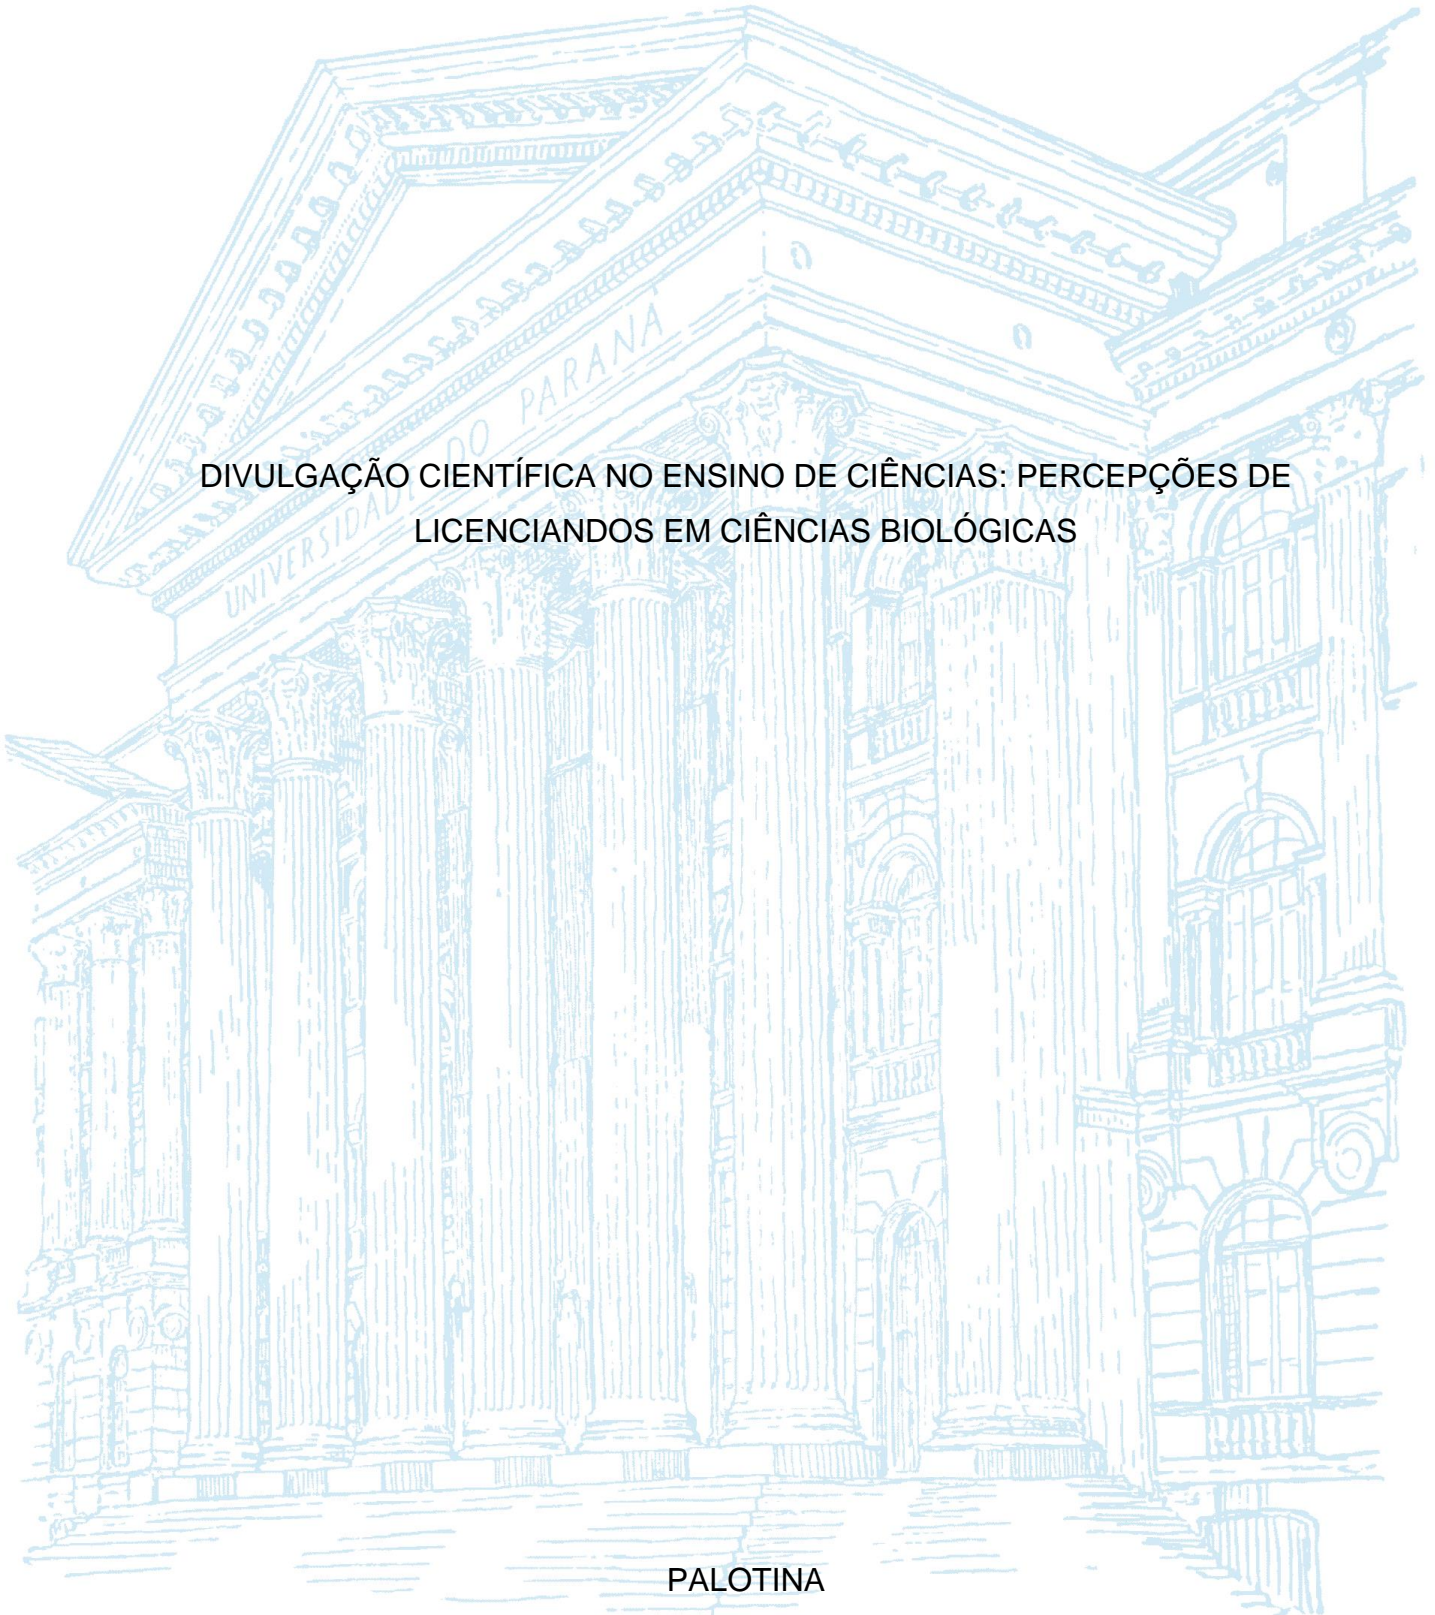 UNIVERSIDADE DO PARANÁ
DIVULGAÇÃO CIENTÍFICA NO ENSINO DE CIÊNCIAS: PERCEPÇÕES DE
LICENCIANDOS EM CIÊNCIAS BIOLÓGICAS
PALOTINA